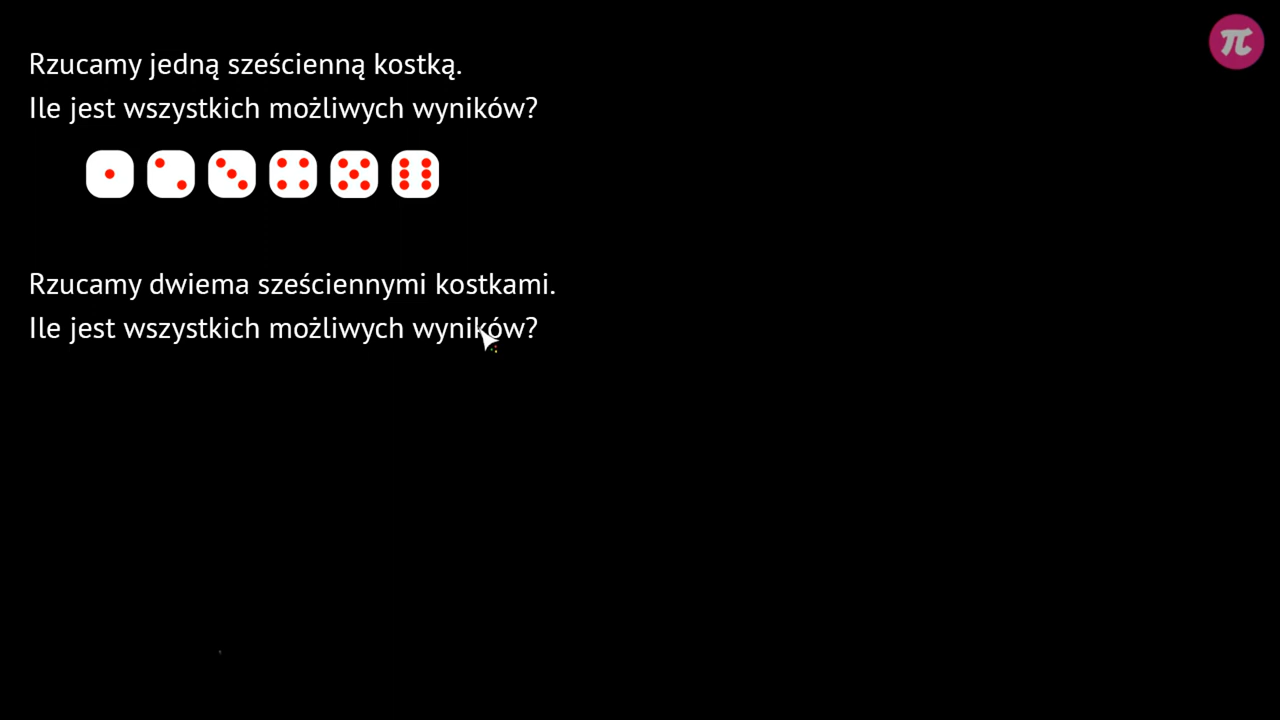 Rzucamy jedną sześcienną kostką.
Ile jest wszystkich możliwych wyników?
Rzucamy dwiema sześciennymi kostkami.
Ile jest wszystkich możliwych wyników?
π